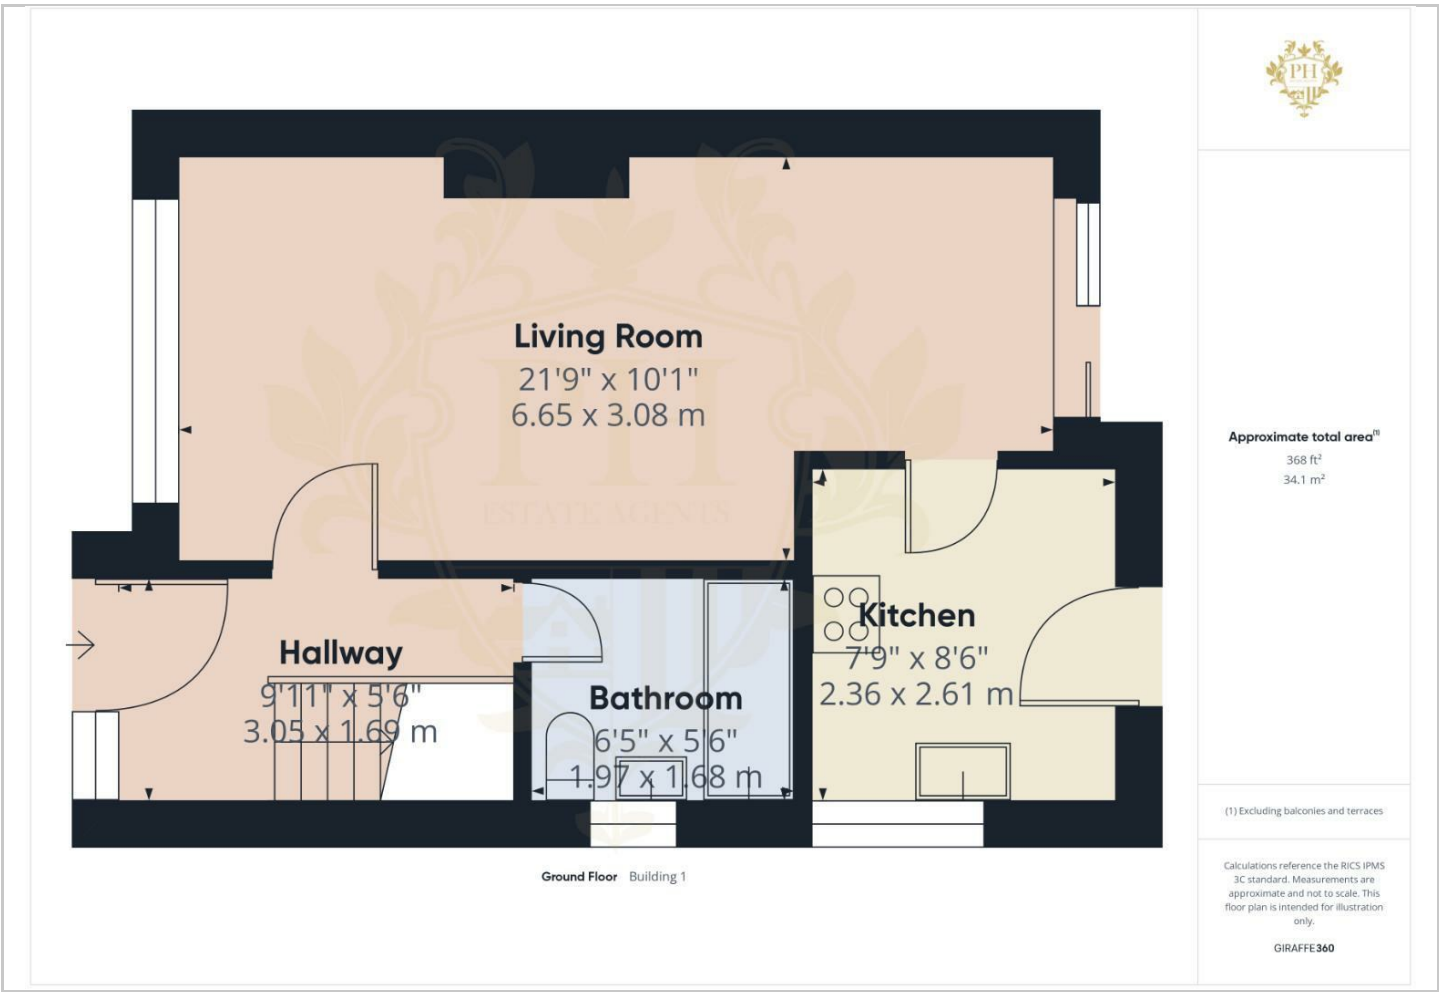 PH
Living Room
21'9" x 10'1"
6.65 x 3.08 m
PH
ESTATE AGENTS
Hallway
9'11" x 5'6"
3.05 x 1.69 m
Bathroom
6'5" x 5'6"
1.97 x 1.68 m
Kitchen
7'9" x 8'6"
2.36 x 2.61 m
Ground Floor Building 1
Approximate total area(1)
368 ft²
34.1 m²
(1) Excluding balconies and terraces
Calculations reference the RICS IPMS
3C standard. Measurements are
approximate and not to scale. This
floor plan is intended for illustration
only.
GIRAFFE360